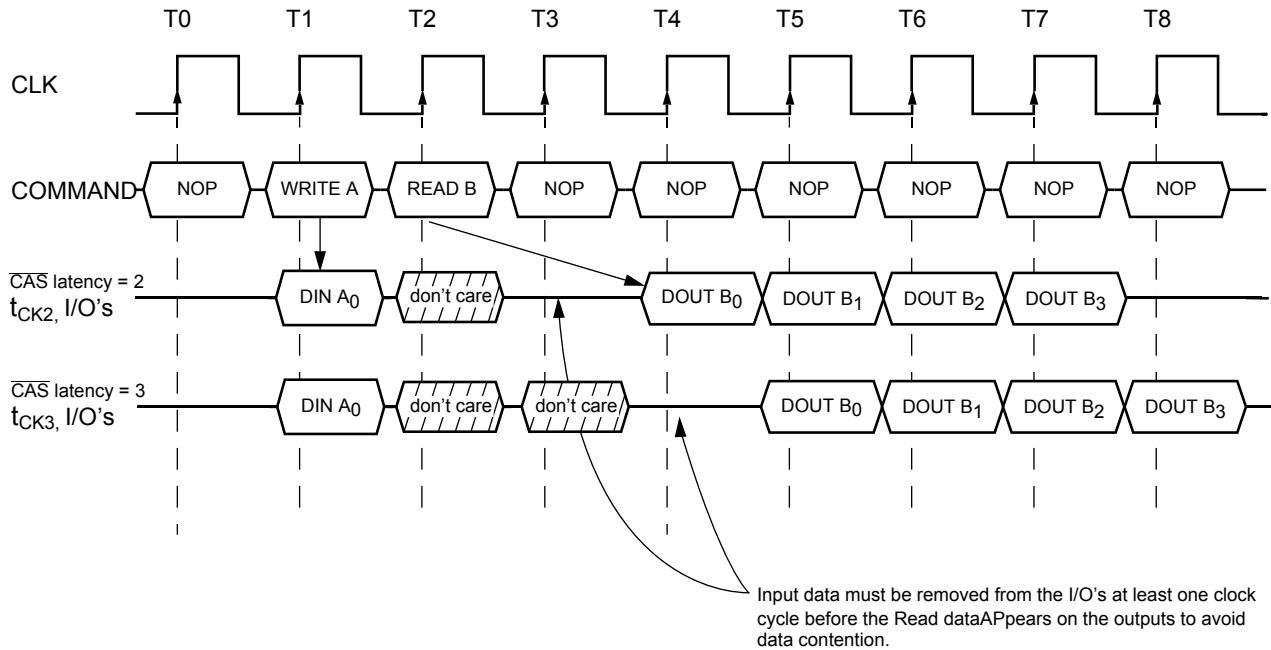 T0 T1 T2 T3 T4 T5 T6 T7 T8
CLK
COMMAND NOP WRITE A READ B NOP NOP NOP NOP NOP NOP
CAS latency = 2
tCK2, I/O's DIN A0 don't care DOUT B0 DOUT B1 DOUT B2 DOUT B3
CAS latency = 3
tCK3, I/O's DIN A0 don't care don't care DOUT B0 DOUT B1 DOUT B2 DOUT B3
Input data must be removed from the I/O's at least one clock
cycle before the Read dataAPpears on the outputs to avoid
data contention.